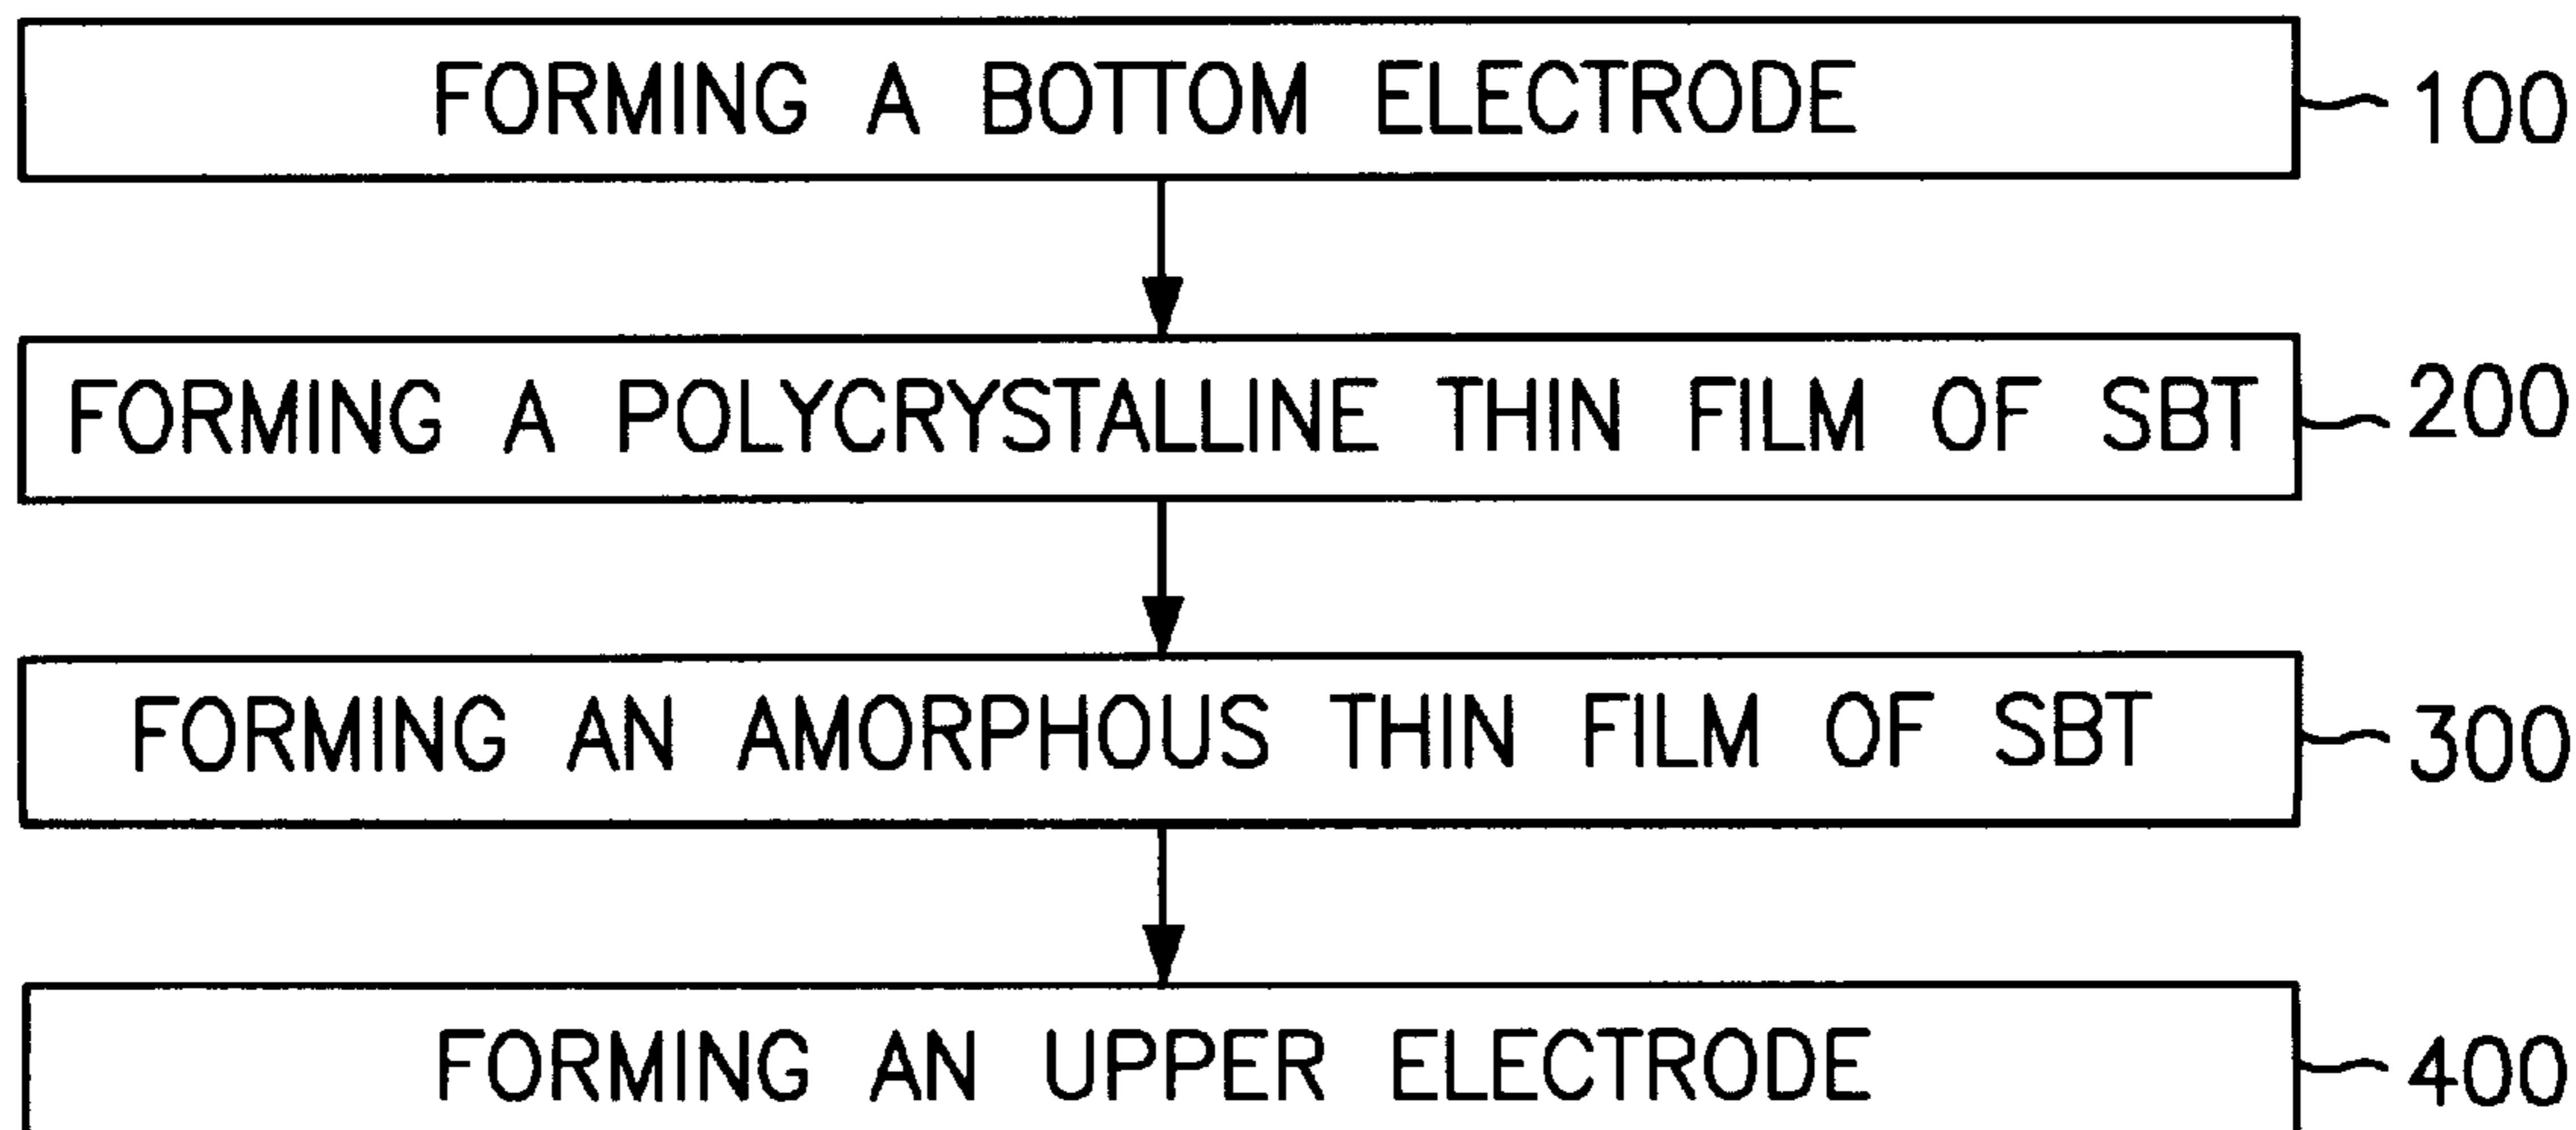 FORMING A BOTTOM ELECTRODE 100
FORMING A POLYCRYSTALLINE THIN FILM OF SBT 200
FORMING AN AMORPHOUS THIN FILM OF SBT 300
FORMING AN UPPER ELECTRODE 400